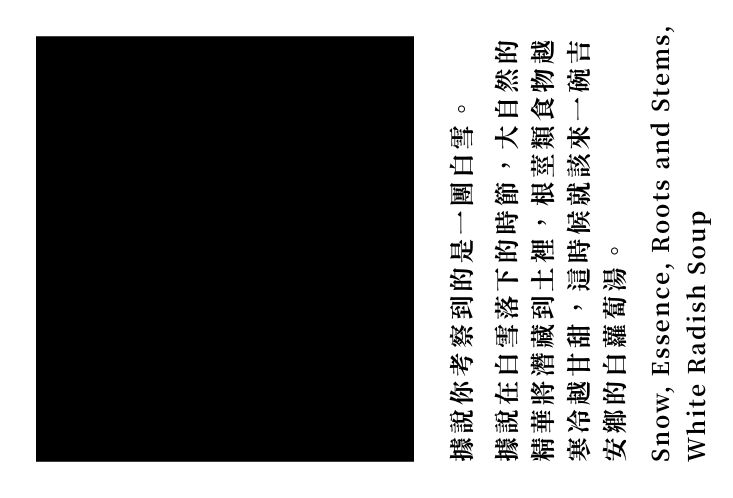 據說你考察到的是一團白雪。
據說在白雪落下的時節，大自然的
精華將潛藏到土裡，根莖類食物越
寒冷越甘甜，這時候就該來一碗吉
安鄉的白蘿蔔湯。
Snow, Essence, Roots and Stems,
White Radish Soup